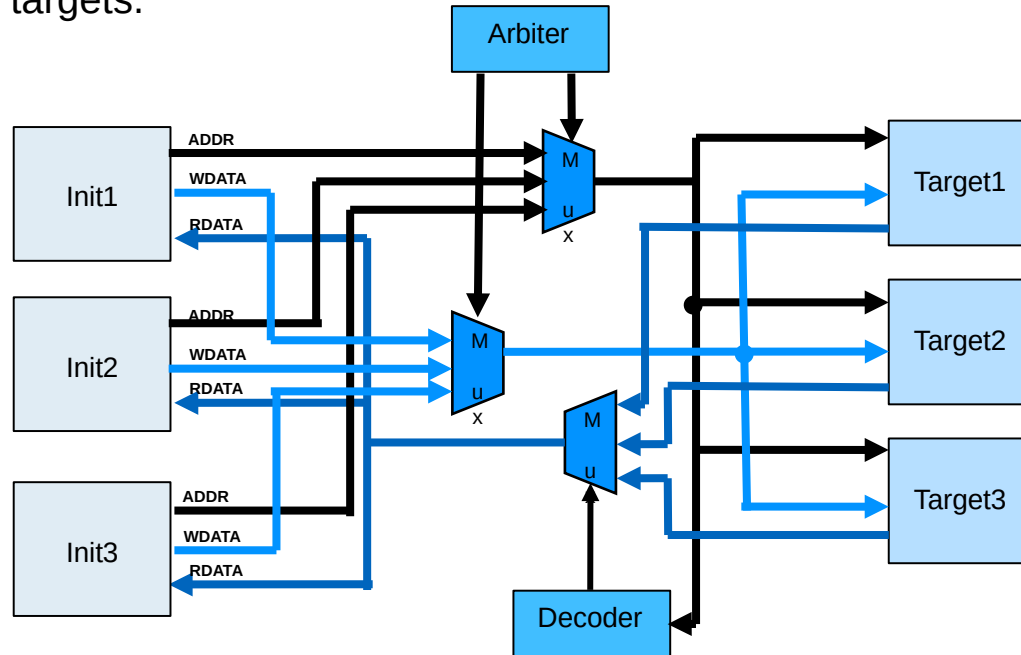 targets.
Arbiter
ADDR
M
Init1
WDATA
Target1
u
RDATA
x
ADDR
M
Init2
WDATA
Target2
u
RDATA
x
M
u
ADDR
Init3
WDATA
Target3
RDATA
Decoder